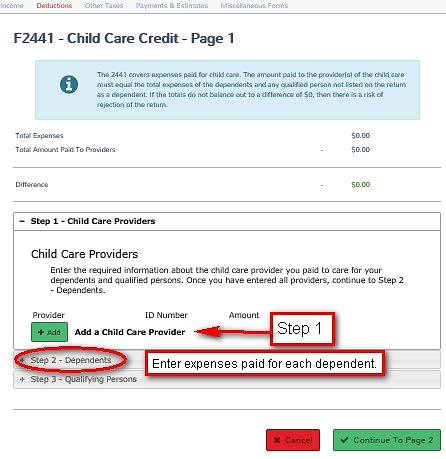 Income Deductions Other Taxes Payments & Estimates Miscellaneous Forms
F2441 - Child Care Credit - Page 1
The 2441 covers expenses paid for child care. The amount paid to the provider(s) of the child care
must equal the total expenses of the dependents and any qualified person not listed on the return
as a dependent. If the totals do not balance out to a difference of $0, then there is a risk of
rejection of the return.
Total Expenses $0.00
Total Amount Paid To Providers - $0.00
Difference - $0.00
− Step 1 - Child Care Providers
Child Care Providers
Enter the required information about the child care provider you paid to care for your
dependents and qualified persons. Once you have entered all providers, continue to Step 2
- Dependents.
Provider ID Number Amount
+ Add Add a Child Care Provider Step 1
+ Step 2 - Dependents Enter expenses paid for each dependent.
+ Step 3 - Qualifying Persons
Cancel Continue To Page 2